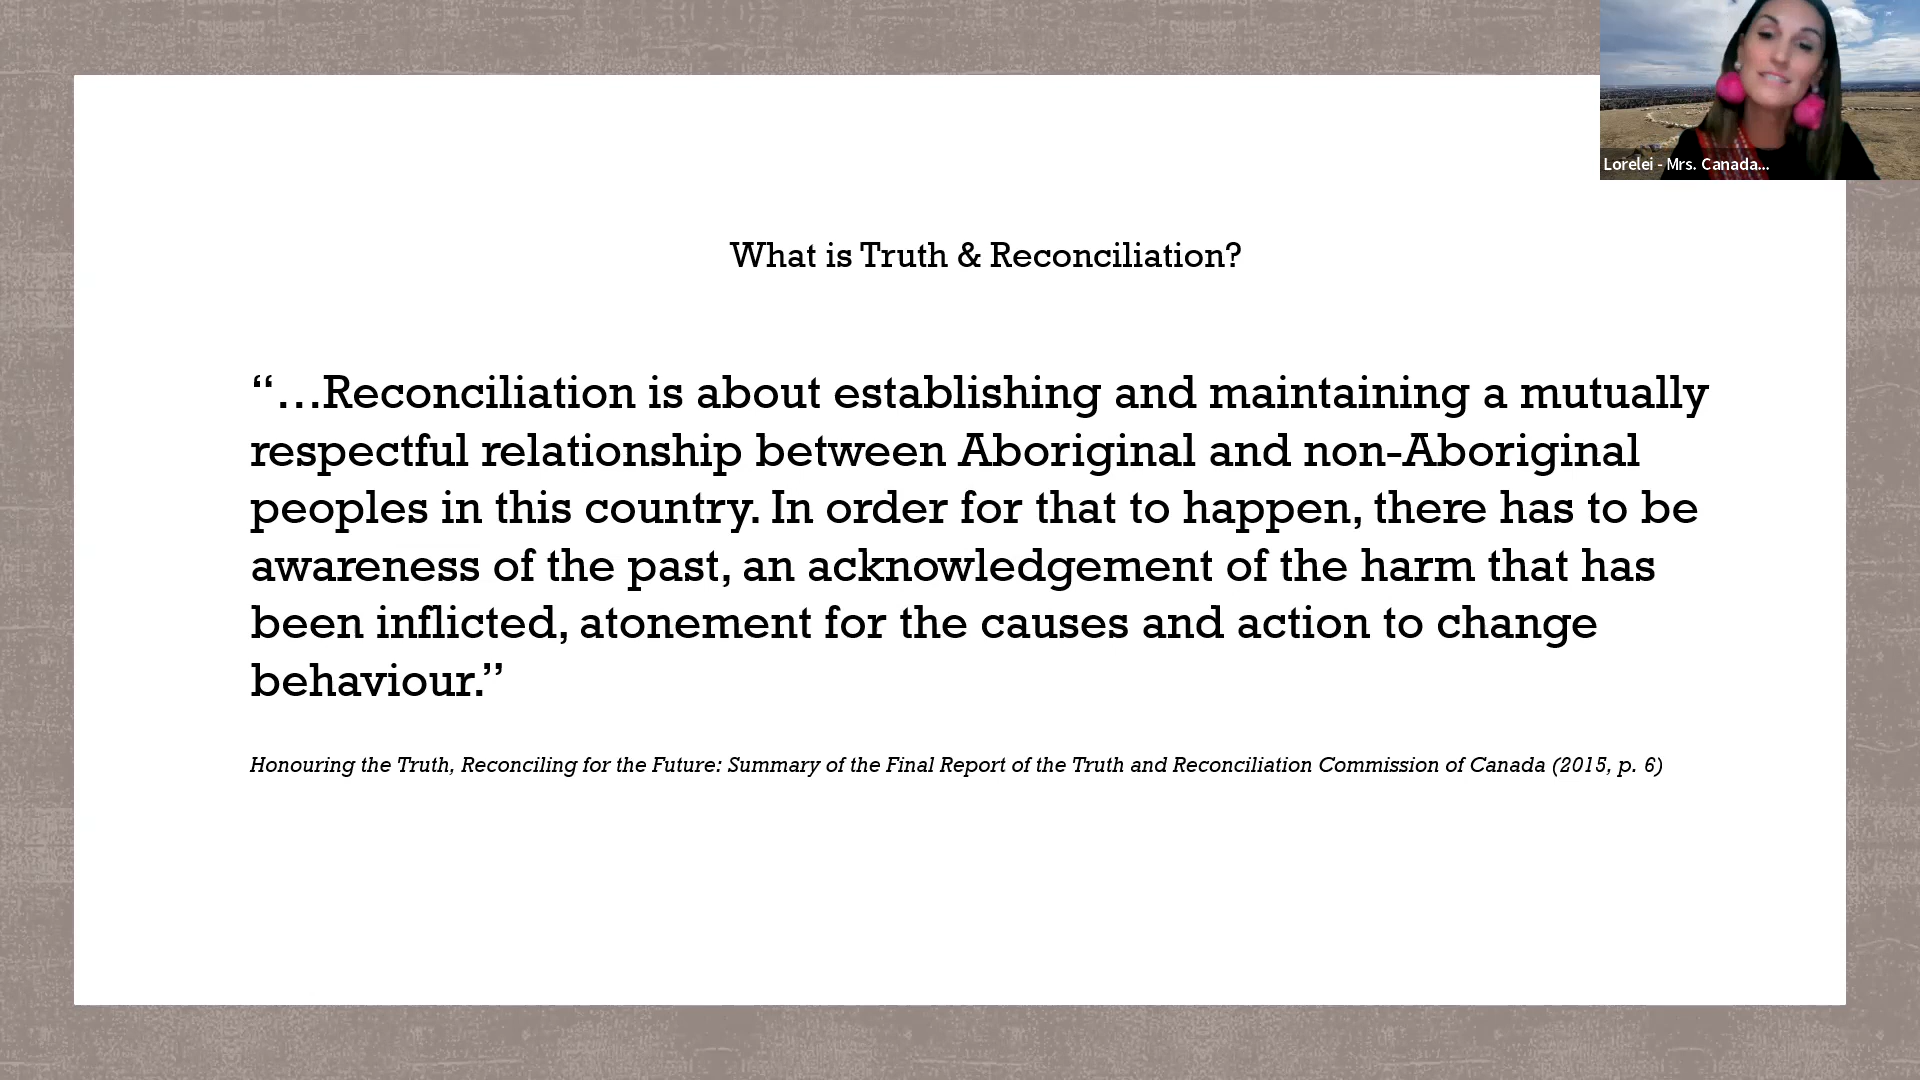 Lorelei - Mrs. Canada...
What is Truth & Reconciliation?
“...Reconciliation is about establishing and maintaining a mutually
respectful relationship between Aboriginal and non-Aboriginal
peoples in this country. In order for that to happen, there has to be
awareness of the past, an acknowledgement of the harm that has
been inflicted, atonement for the causes and action to change
behaviour.”
Honouring the Truth, Reconciling for the Future: Summary of the Final Report of the Truth and Reconciliation Commission of Canada (2015, p. 6)